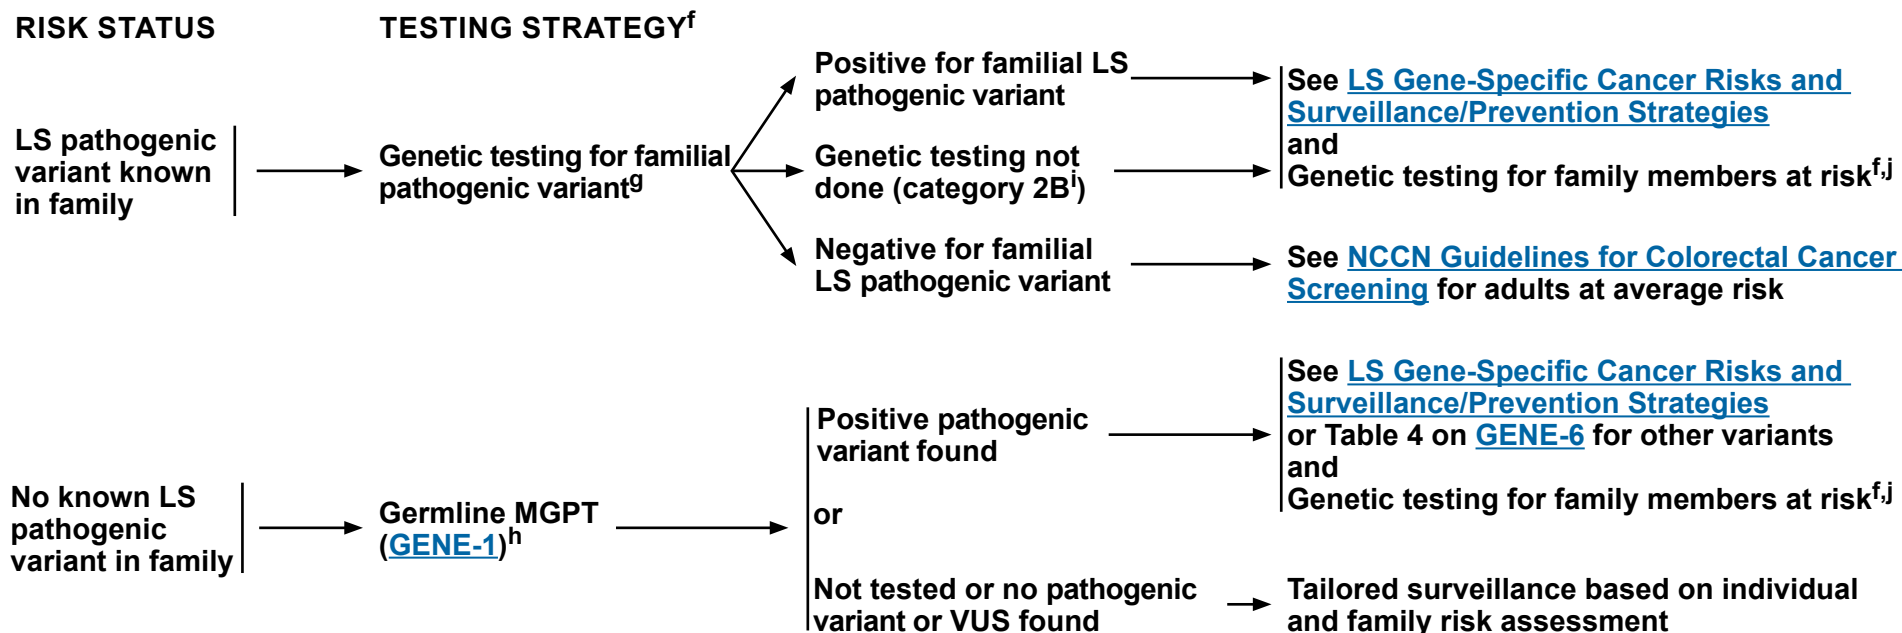 RISK STATUS
TESTING STRATEGYf
LS pathogenic
variant known
in family
Genetic testing for familial
pathogenic variantg
Positive for familial LS
pathogenic variant
Genetic testing not
done (category 2Bi)
Negative for familial
LS pathogenic variant
See LS Gene-Specific Cancer Risks and
Surveillance/Prevention Strategies
and
Genetic testing for family members at riskf,j
See NCCN Guidelines for Colorectal Cancer
Screening for adults at average risk
No known LS
pathogenic
variant in family
Germline MGPT
(GENE-1)h
Positive pathogenic
variant found
or
Not tested or no pathogenic
variant or VUS found
See LS Gene-Specific Cancer Risks and
Surveillance/Prevention Strategies
or Table 4 on GENE-6 for other variants
and
Genetic testing for family members at riskf,j
Tailored surveillance based on individual
and family risk assessment